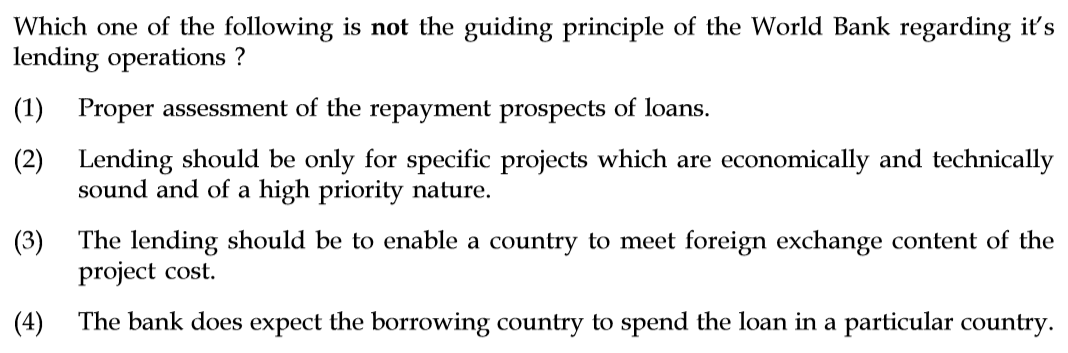 Which one of the following is not the guiding principle of the World Bank regarding it's
lending operations ?
(1) Proper assessment of the repayment prospects of loans.
(2) Lending should be only for specific projects which are economically and technically
sound and of a high priority nature.
(3) The lending should be to enable a country to meet foreign exchange content of the
project cost.
(4) The bank does expect the borrowing country to spend the loan in a particular country.